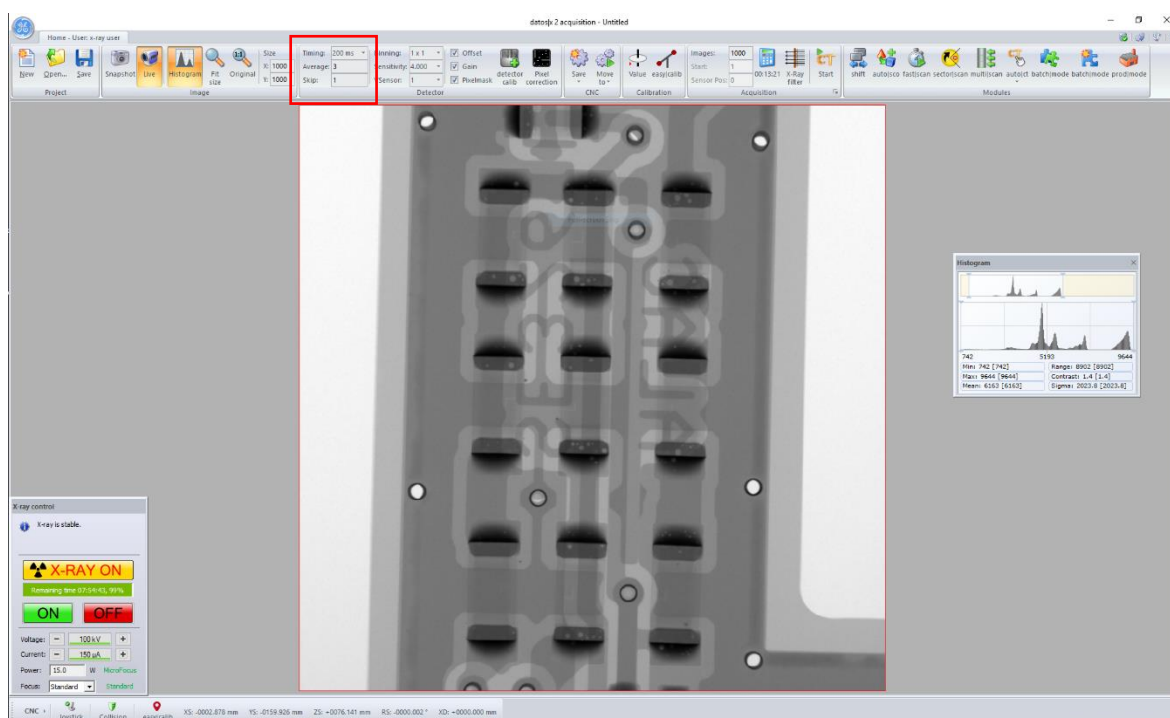 datos|x 2 acquisition - Untitled
Home - User: x-ray user
Timing: 200 ms Binning: 1 x 1 Offset
Average: 3 Sensitivity: 4.000 Gain
Skip: 1 Sensor: 1 Pixelmask
New Open... Save Snapshot Live Histogram Fit size 1:1 Original
Size
X: 1000
Y: 1000
detector calib Pixel correction
Save Move to Value easy|calib
Images: 1000
Start: 1
Sensor Pos: 0
00:13:21 X-Ray filter Start
CT
shift auto|sco fast|scan sector|scan multi|scan auto|ct batch|mode batch|mode prod|mode
Project Image Detector CNC Calibration Acquisition Modules
Histogram
742 5193 9644
Min: 742 [742] Range: 8902 [8902]
Max: 9644 [9644] Contrast: 1.4 [1.4]
Mean: 6163 [6163] Sigma: 2023.8 [2023.8]
X-ray control
X-ray is stable.
X-RAY ON
Remaining time 07:54:43, 99%
ON OFF
Voltage: − 100 kV +
Current: − 150 µA +
Power: 15.0 W MicroFocus
Focus: Standard Standard
CNC Joystick Collision easy|calib XS: -0002.878 mm YS: -0159.926 mm ZS: +0076.141 mm RS: -0000.002 ° XD: +0000.000 mm